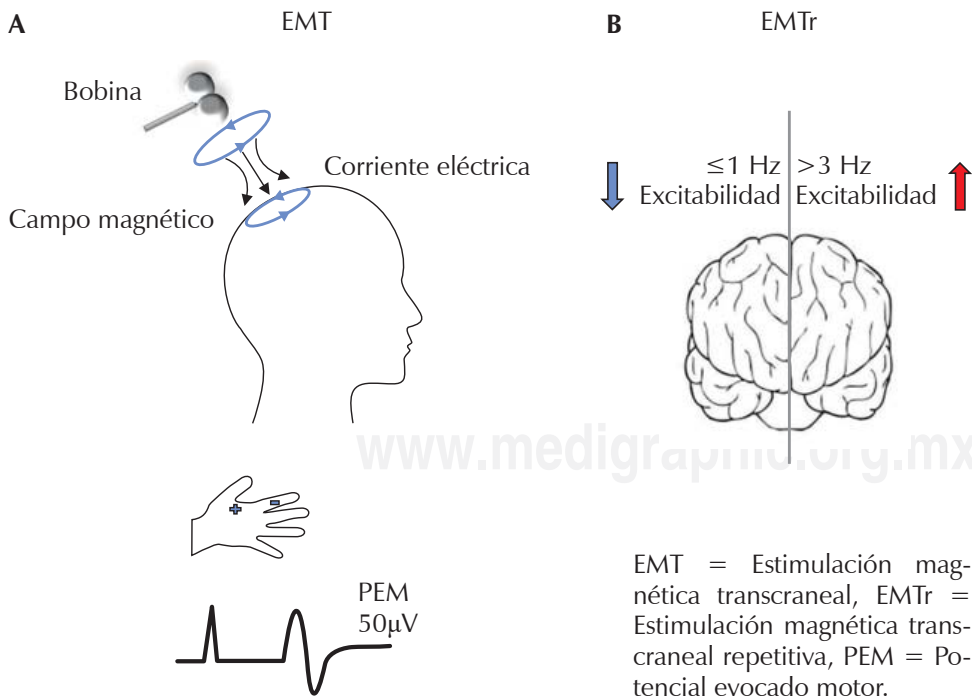 A
EMT
Bobina
Corriente eléctrica
Campo magnético
PEM
50μV
B
EMTr
≤1 Hz
Excitabilidad
>3 Hz
Excitabilidad
www.medigraphic.org.mx
EMT = Estimulación mag-
nética transcraneal, EMTr =
Estimulación magnética trans-
craneal repetitiva, PEM = Po-
tencial evocado motor.